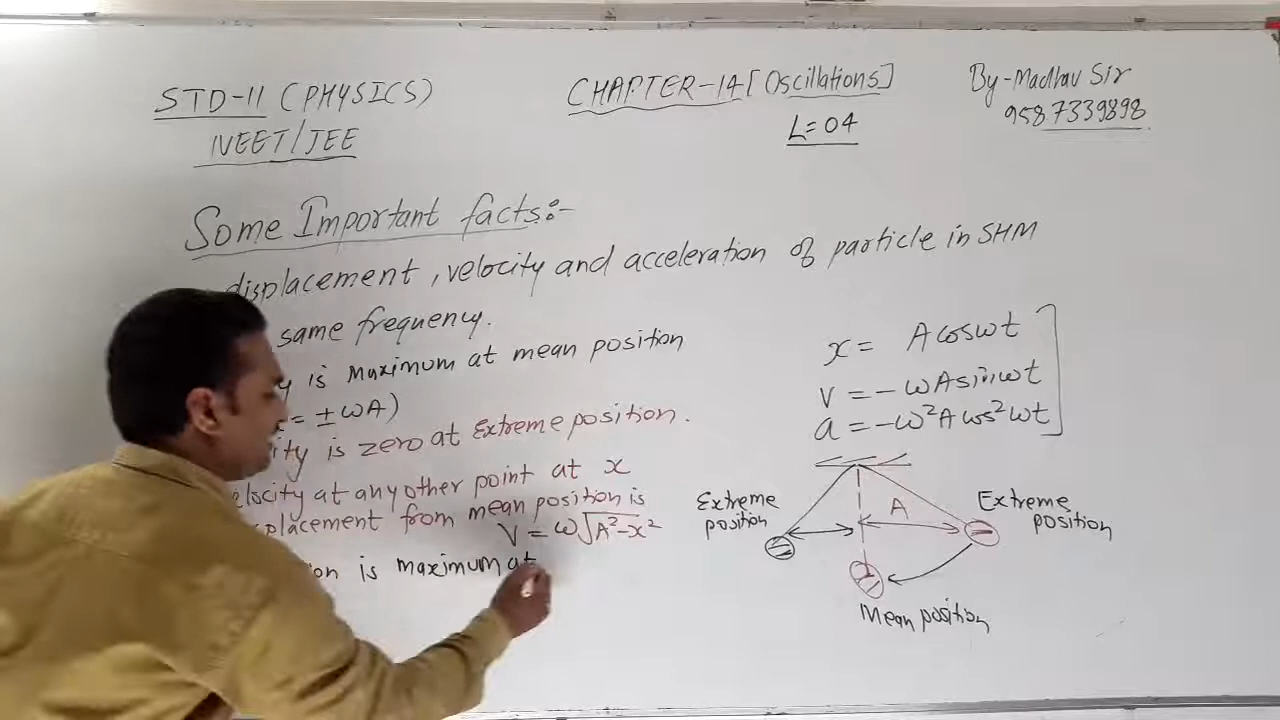 STD-11 (PHYSICS)
NEET/JEE
CHAPTER-14 [Oscillations]
L=04
By-Madhav Sir
9587339898
Some Important facts:-
displacement, velocity and acceleration of particle in SHM
same frequency.
is maximum at mean position
= ± ωA)
is zero at Extreme position.
at any other point at x
from mean position is
V = ω√A²-x²
is maximum at
x = A cosωt
v = - ωA sinωt
a = -ω²A cos²ωt
Extreme position
A
Extreme position
Mean position